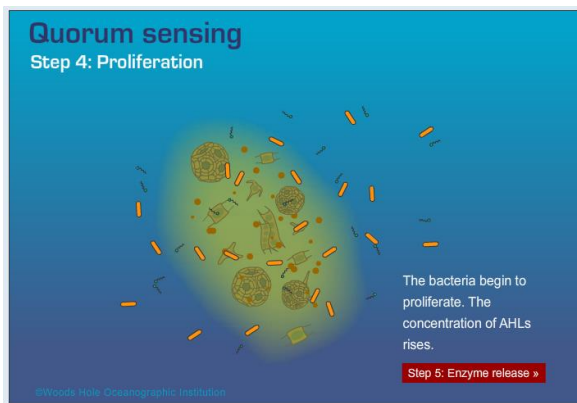 Quorum sensing
Step 4: Proliferation
The bacteria begin to
proliferate. The
concentration of AHLs
rises.
Step 5: Enzyme release »
©Woods Hole Oceanographic Institution